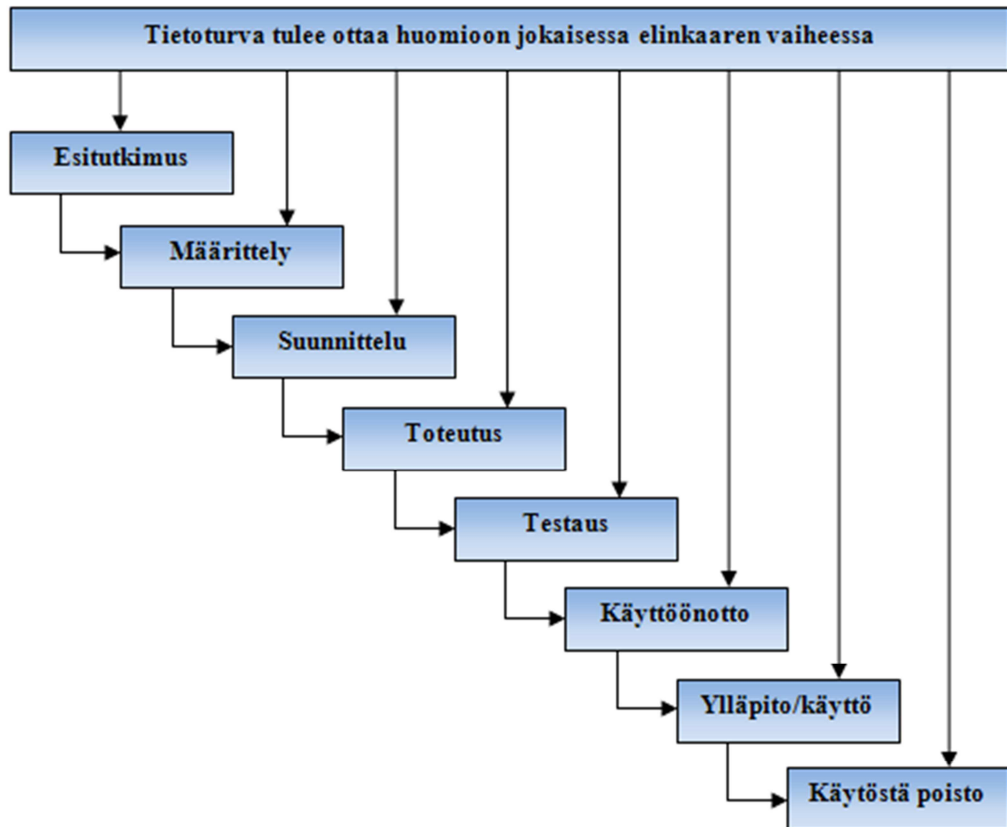 Tietoturva tulee ottaa huomioon jokaisessa elinkaaren vaiheessa
Esitutkimus
Määrittely
Suunnittelu
Toteutus
Testaus
Käyttöönotto
Ylläpito/käyttö
Käytöstä poisto